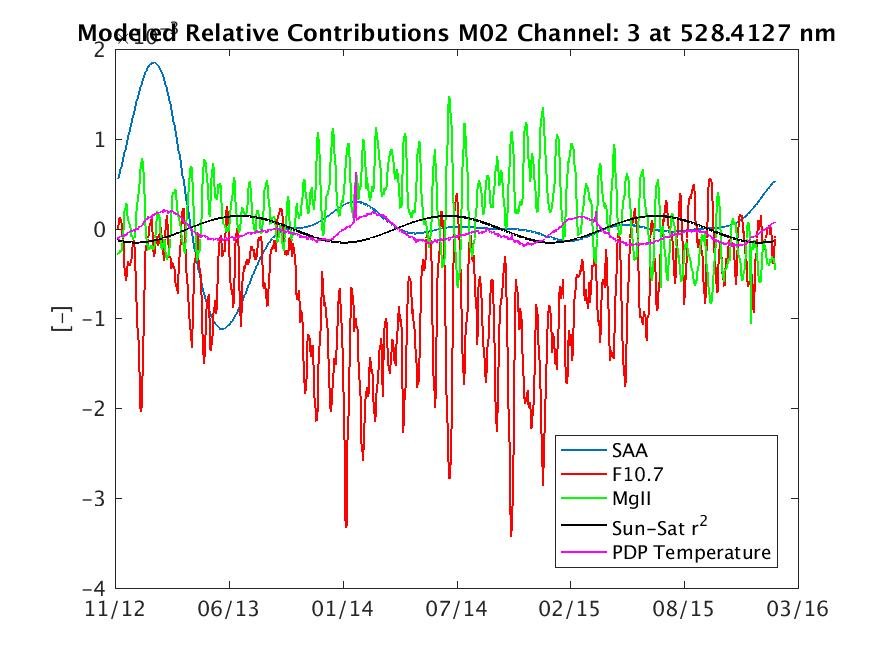 Modeled Relative Contributions M02 Channel: 3 at 528.4127 nm
×10⁻³
2
1
0
−1
−2
−3
−4
[-]
SAA
F10.7
MgII
Sun-Sat r²
PDP Temperature
11/12 06/13 01/14 07/14 02/15 08/15 03/16